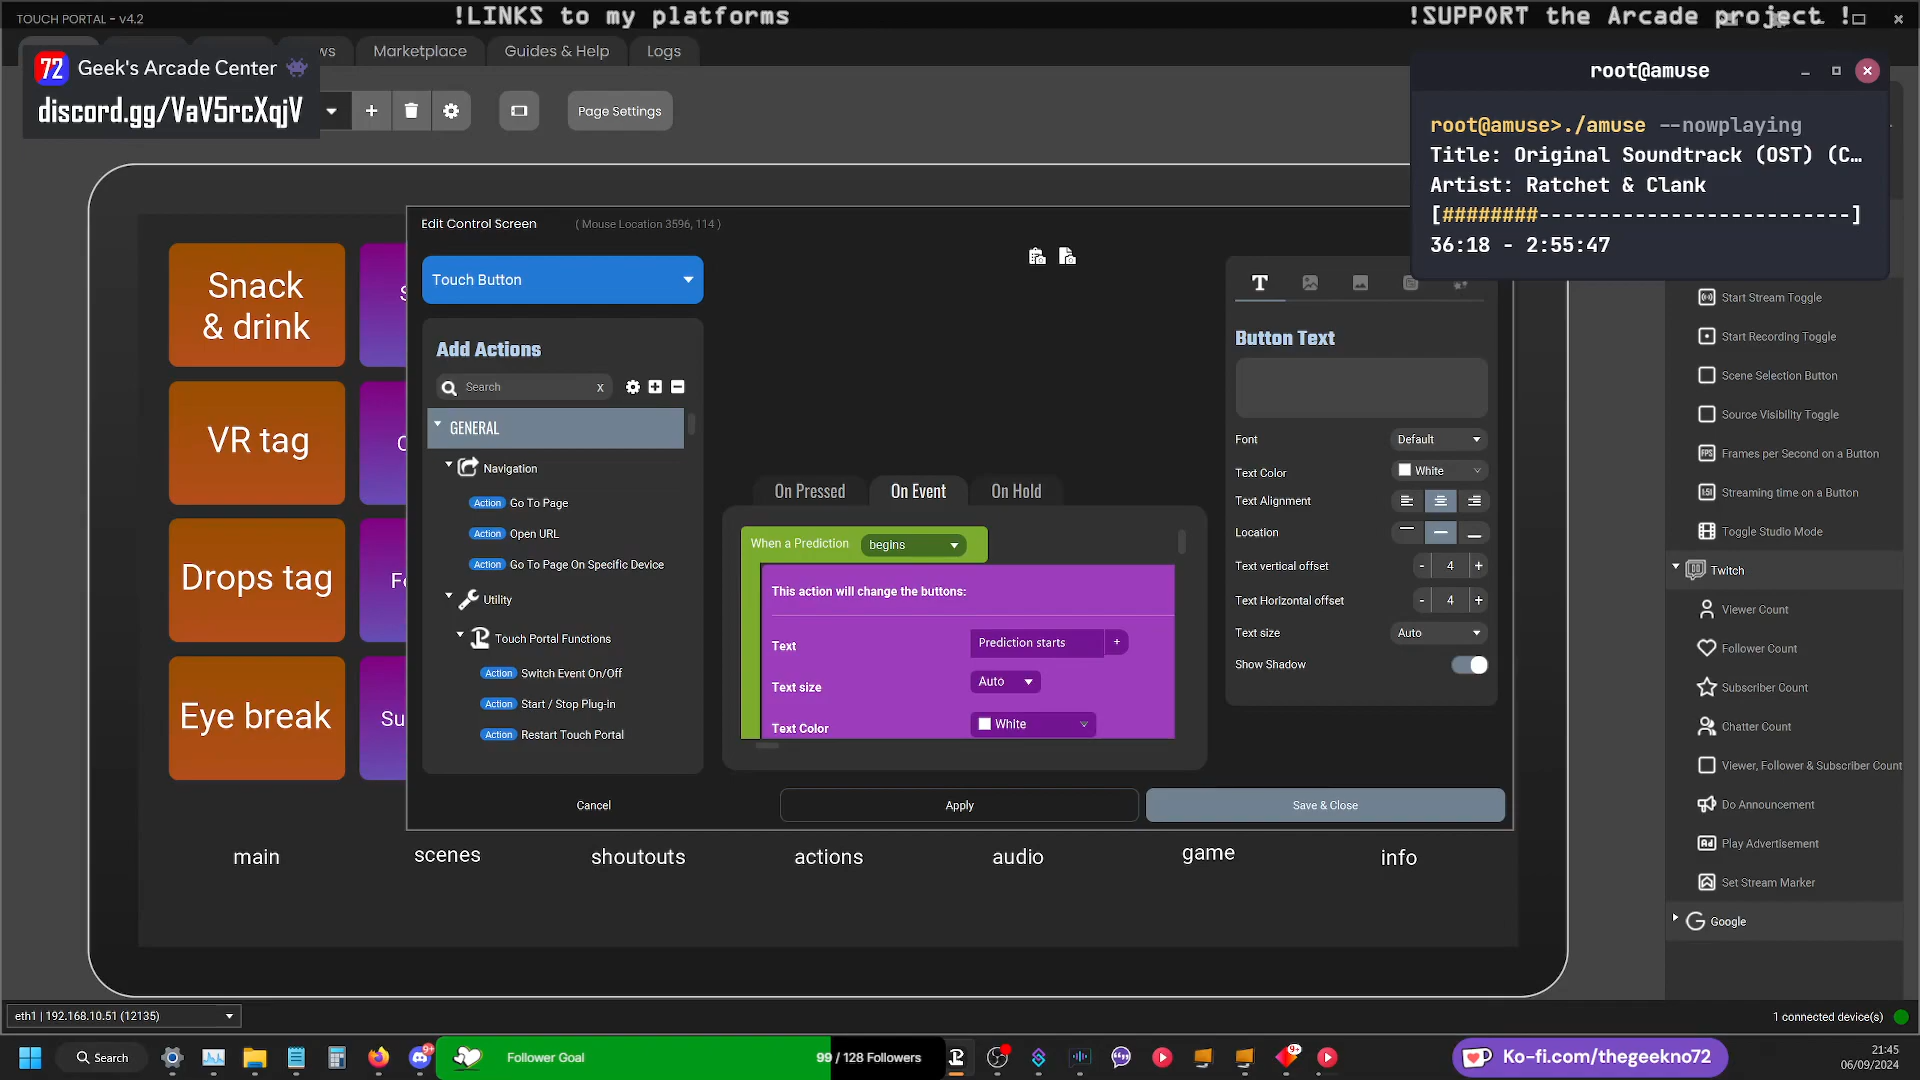 TOUCH PORTAL - v4.2
!LINKS to my platforms
!SUPPORT the Arcade project !
ws
Marketplace
Guides & Help
Logs
72 Geek's Arcade Center
discord.gg/VaV5rcXqjV
Page Settings
root@amuse
root@amuse>./amuse --nowplaying
Title: Original Soundtrack (OST) (C…
Artist: Ratchet & Clank
[########--------------------------]
36:18 - 2:55:47
Edit Control Screen
( Mouse Location 3596, 114 )
Touch Button
Add Actions
Search
x
GENERAL
Navigation
Action Go To Page
Action Open URL
Action Go To Page On Specific Device
Utility
Touch Portal Functions
Action Switch Event On/Off
Action Start / Stop Plug-In
Action Restart Touch Portal
On Pressed
On Event
On Hold
When a Prediction begins
This action will change the buttons:
Text Prediction starts +
Text size Auto
Text Color White
T
Button Text
Font Default
Text Color White
Text Alignment
Location
Text vertical offset - 4 +
Text Horizontal offset - 4 +
Text size Auto
Show Shadow
Cancel
Apply
Save & Close
Snack
& drink
VR tag
Drops tag
Eye break
S
Fe
Su
main
scenes
shoutouts
actions
audio
game
info
Start Stream Toggle
Start Recording Toggle
Scene Selection Button
Source Visibility Toggle
FPS Frames per Second on a Button
Streaming time on a Button
Toggle Studio Mode
Twitch
Viewer Count
Follower Count
Subscriber Count
Chatter Count
Viewer, Follower & Subscriber Count
Do Announcement
Play Advertisement
Set Stream Marker
Google
eth1 | 192.168.10.51 (12135)
1 connected device(s)
Search
9+
Follower Goal
99 / 128 Followers
9+
Ko-fi.com/thegeekno72
21:45
06/09/2024